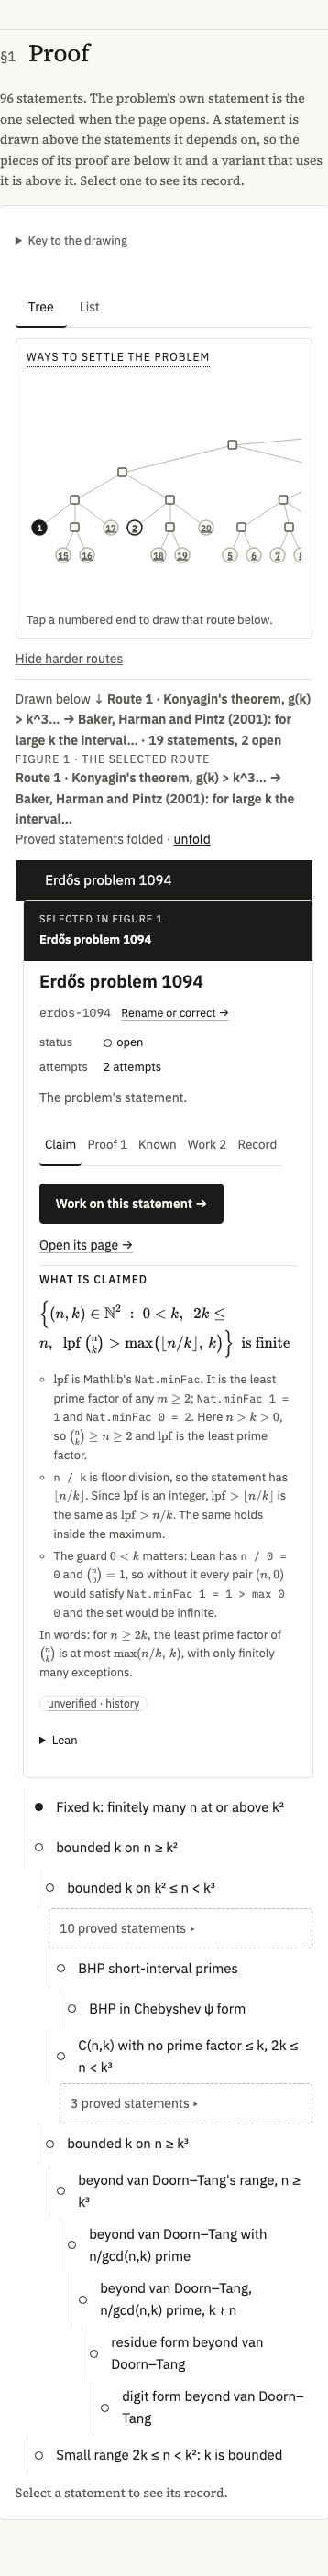 §1 Proof
96 statements. The problem's own statement is the
one selected when the page opens. A statement is
drawn above the statements it depends on, so the
pieces of its proof are below it and a variant that uses
it is above it. Select one to see its record.
▶ Key to the drawing
Tree List
WAYS TO SETTLE THE PROBLEM
1 17 2 20
15 16 18 19 5 6 7
Tap a numbered end to draw that route below.
Hide harder routes
Drawn below ↓ Route 1 · Konyagin's theorem, g(k)
> k^3… → Baker, Harman and Pintz (2001): for
large k the interval… · 19 statements, 2 open
FIGURE 1 · THE SELECTED ROUTE
Route 1 · Konyagin's theorem, g(k) > k^3… →
Baker, Harman and Pintz (2001): for large k the
interval…
Proved statements folded · unfold
Erdős problem 1094
SELECTED IN FIGURE 1
Erdős problem 1094
Erdős problem 1094
erdos-1094 Rename or correct →
status ○ open
attempts 2 attempts
The problem's statement.
Claim Proof 1 Known Work 2 Record
Work on this statement →
Open its page →
WHAT IS CLAIMED
{(n, k) ∈ ℕ² : 0 < k, 2k ≤
n, lpf (n k) > max(⌊n/k⌋, k)} is finite
◦ lpf is Mathlib's Nat.minFac. It is the least
prime factor of any m ≥ 2; Nat.minFac 1 =
1 and Nat.minFac 0 = 2. Here n > k > 0,
so (n k) ≥ n ≥ 2 and lpf is the least prime
factor.
◦ n / k is floor division, so the statement has
⌊n/k⌋. Since lpf is an integer, lpf > ⌊n/k⌋ is
the same as lpf > n/k. The same holds
inside the maximum.
◦ The guard 0 < k matters: Lean has n / 0 =
0 and (n 0) = 1, so without it every pair (n, 0)
would satisfy Nat.minFac 1 = 1 > max 0
0 and the set would be infinite.
In words: for n ≥ 2k, the least prime factor of
(n k) is at most max(n/k, k), with only finitely
many exceptions.
unverified · history
▶ Lean
Fixed k: finitely many n at or above k²
bounded k on n ≥ k²
bounded k on k² ≤ n < k³
10 proved statements ▸
BHP short-interval primes
BHP in Chebyshev ψ form
C(n,k) with no prime factor ≤ k, 2k ≤
n < k³
3 proved statements ▸
bounded k on n ≥ k³
beyond van Doorn–Tang's range, n ≥
k³
beyond van Doorn–Tang with
n/gcd(n,k) prime
beyond van Doorn–Tang,
n/gcd(n,k) prime, k ∤ n
residue form beyond van
Doorn–Tang
digit form beyond van Doorn–
Tang
Small range 2k ≤ n < k²: k is bounded
Select a statement to see its record.